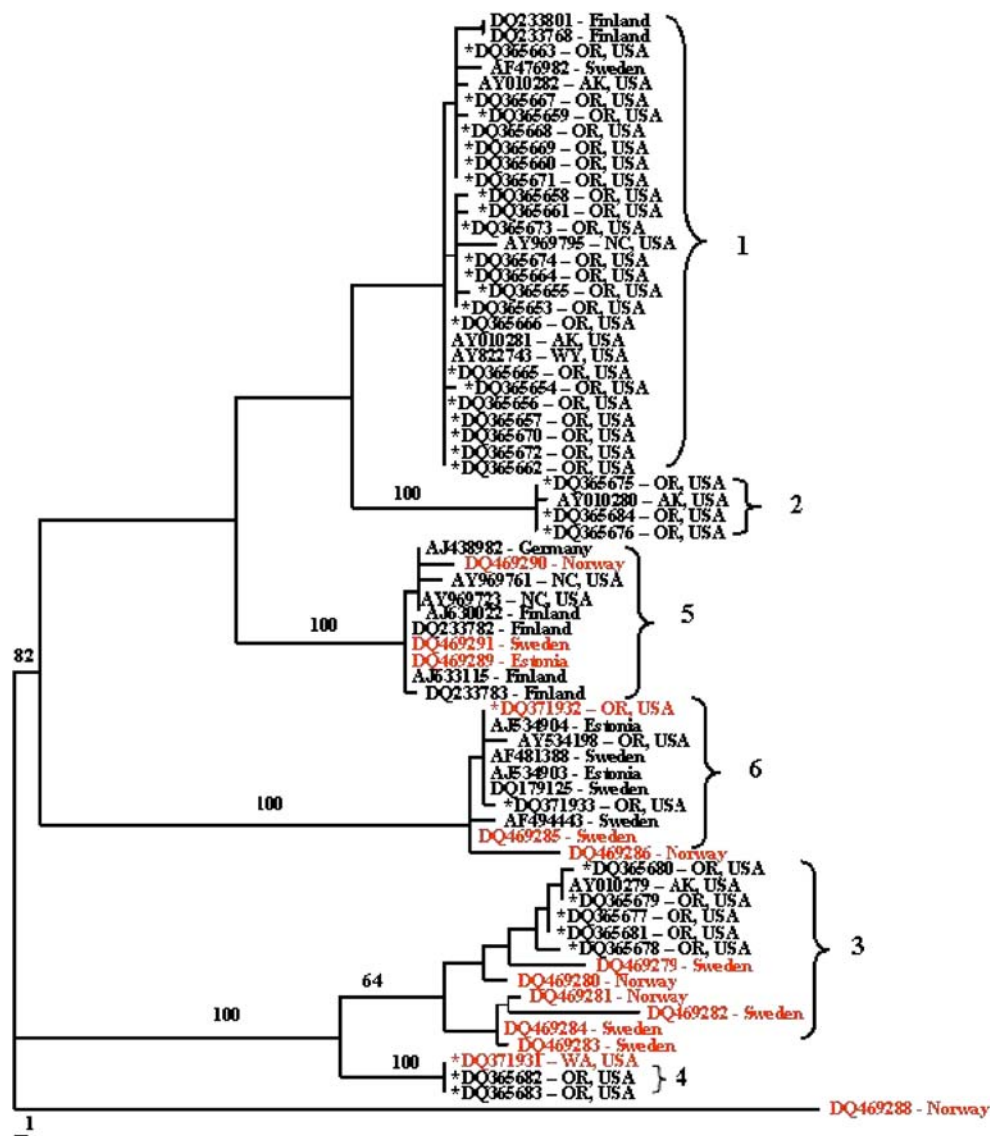 DQ233801 - Finland
DQ233768 - Finland
*DQ365663 – OR, USA
AF476982 - Sweden
AY010282 – AK, USA
*DQ365667 – OR, USA
*DQ365659 – OR, USA
*DQ365668 – OR, USA
*DQ365669 – OR, USA
*DQ365660 – OR, USA
*DQ365671 – OR, USA
*DQ365658 – OR, USA
*DQ365661 – OR, USA
*DQ365673 – OR, USA
AY969795 – NC, USA
1
*DQ365674 – OR, USA
*DQ365664 – OR, USA
*DQ365655 – OR, USA
*DQ365653 – OR, USA
*DQ365666 – OR, USA
AY010281 – AK, USA
AY822743 – WY, USA
*DQ365665 – OR, USA
*DQ365654 – OR, USA
*DQ365656 – OR, USA
*DQ365657 – OR, USA
*DQ365670 – OR, USA
*DQ365672 – OR, USA
*DQ365662 – OR, USA
*DQ365675 – OR, USA
100
AY010280 – AK, USA
2
*DQ365684 – OR, USA
*DQ365676 – OR, USA
AJ438982 - Germany
DQ469290 - Norway
AY969761 – NC, USA
AY969723 – NC, USA
AJ630022 - Finland
5
DQ233782 - Finland
100
DQ469291 - Sweden
82
DQ469289 - Estonia
AJ633115 - Finland
DQ233783 - Finland
*DQ371932 – OR, USA
AJ534904 - Estonia
AY534198 – OR, USA
AF481388 - Sweden
6
AJ534903 - Estonia
DQ179125 - Sweden
*DQ371933 – OR, USA
100
AF494443 - Sweden
DQ469285 - Sweden
DQ469286 - Norway
*DQ365680 – OR, USA
AY010279 – AK, USA
*DQ365679 – OR, USA
*DQ365677 – OR, USA
*DQ365681 – OR, USA
*DQ365678 – OR, USA
3
DQ469279 - Sweden
64
DQ469280 - Norway
DQ469281 - Norway
DQ469282 - Sweden
100
DQ469284 - Sweden
DQ469283 - Sweden
100
*DQ371931 – WA, USA
*DQ365682 – OR, USA
4
*DQ365683 – OR, USA
DQ469288 - Norway
1